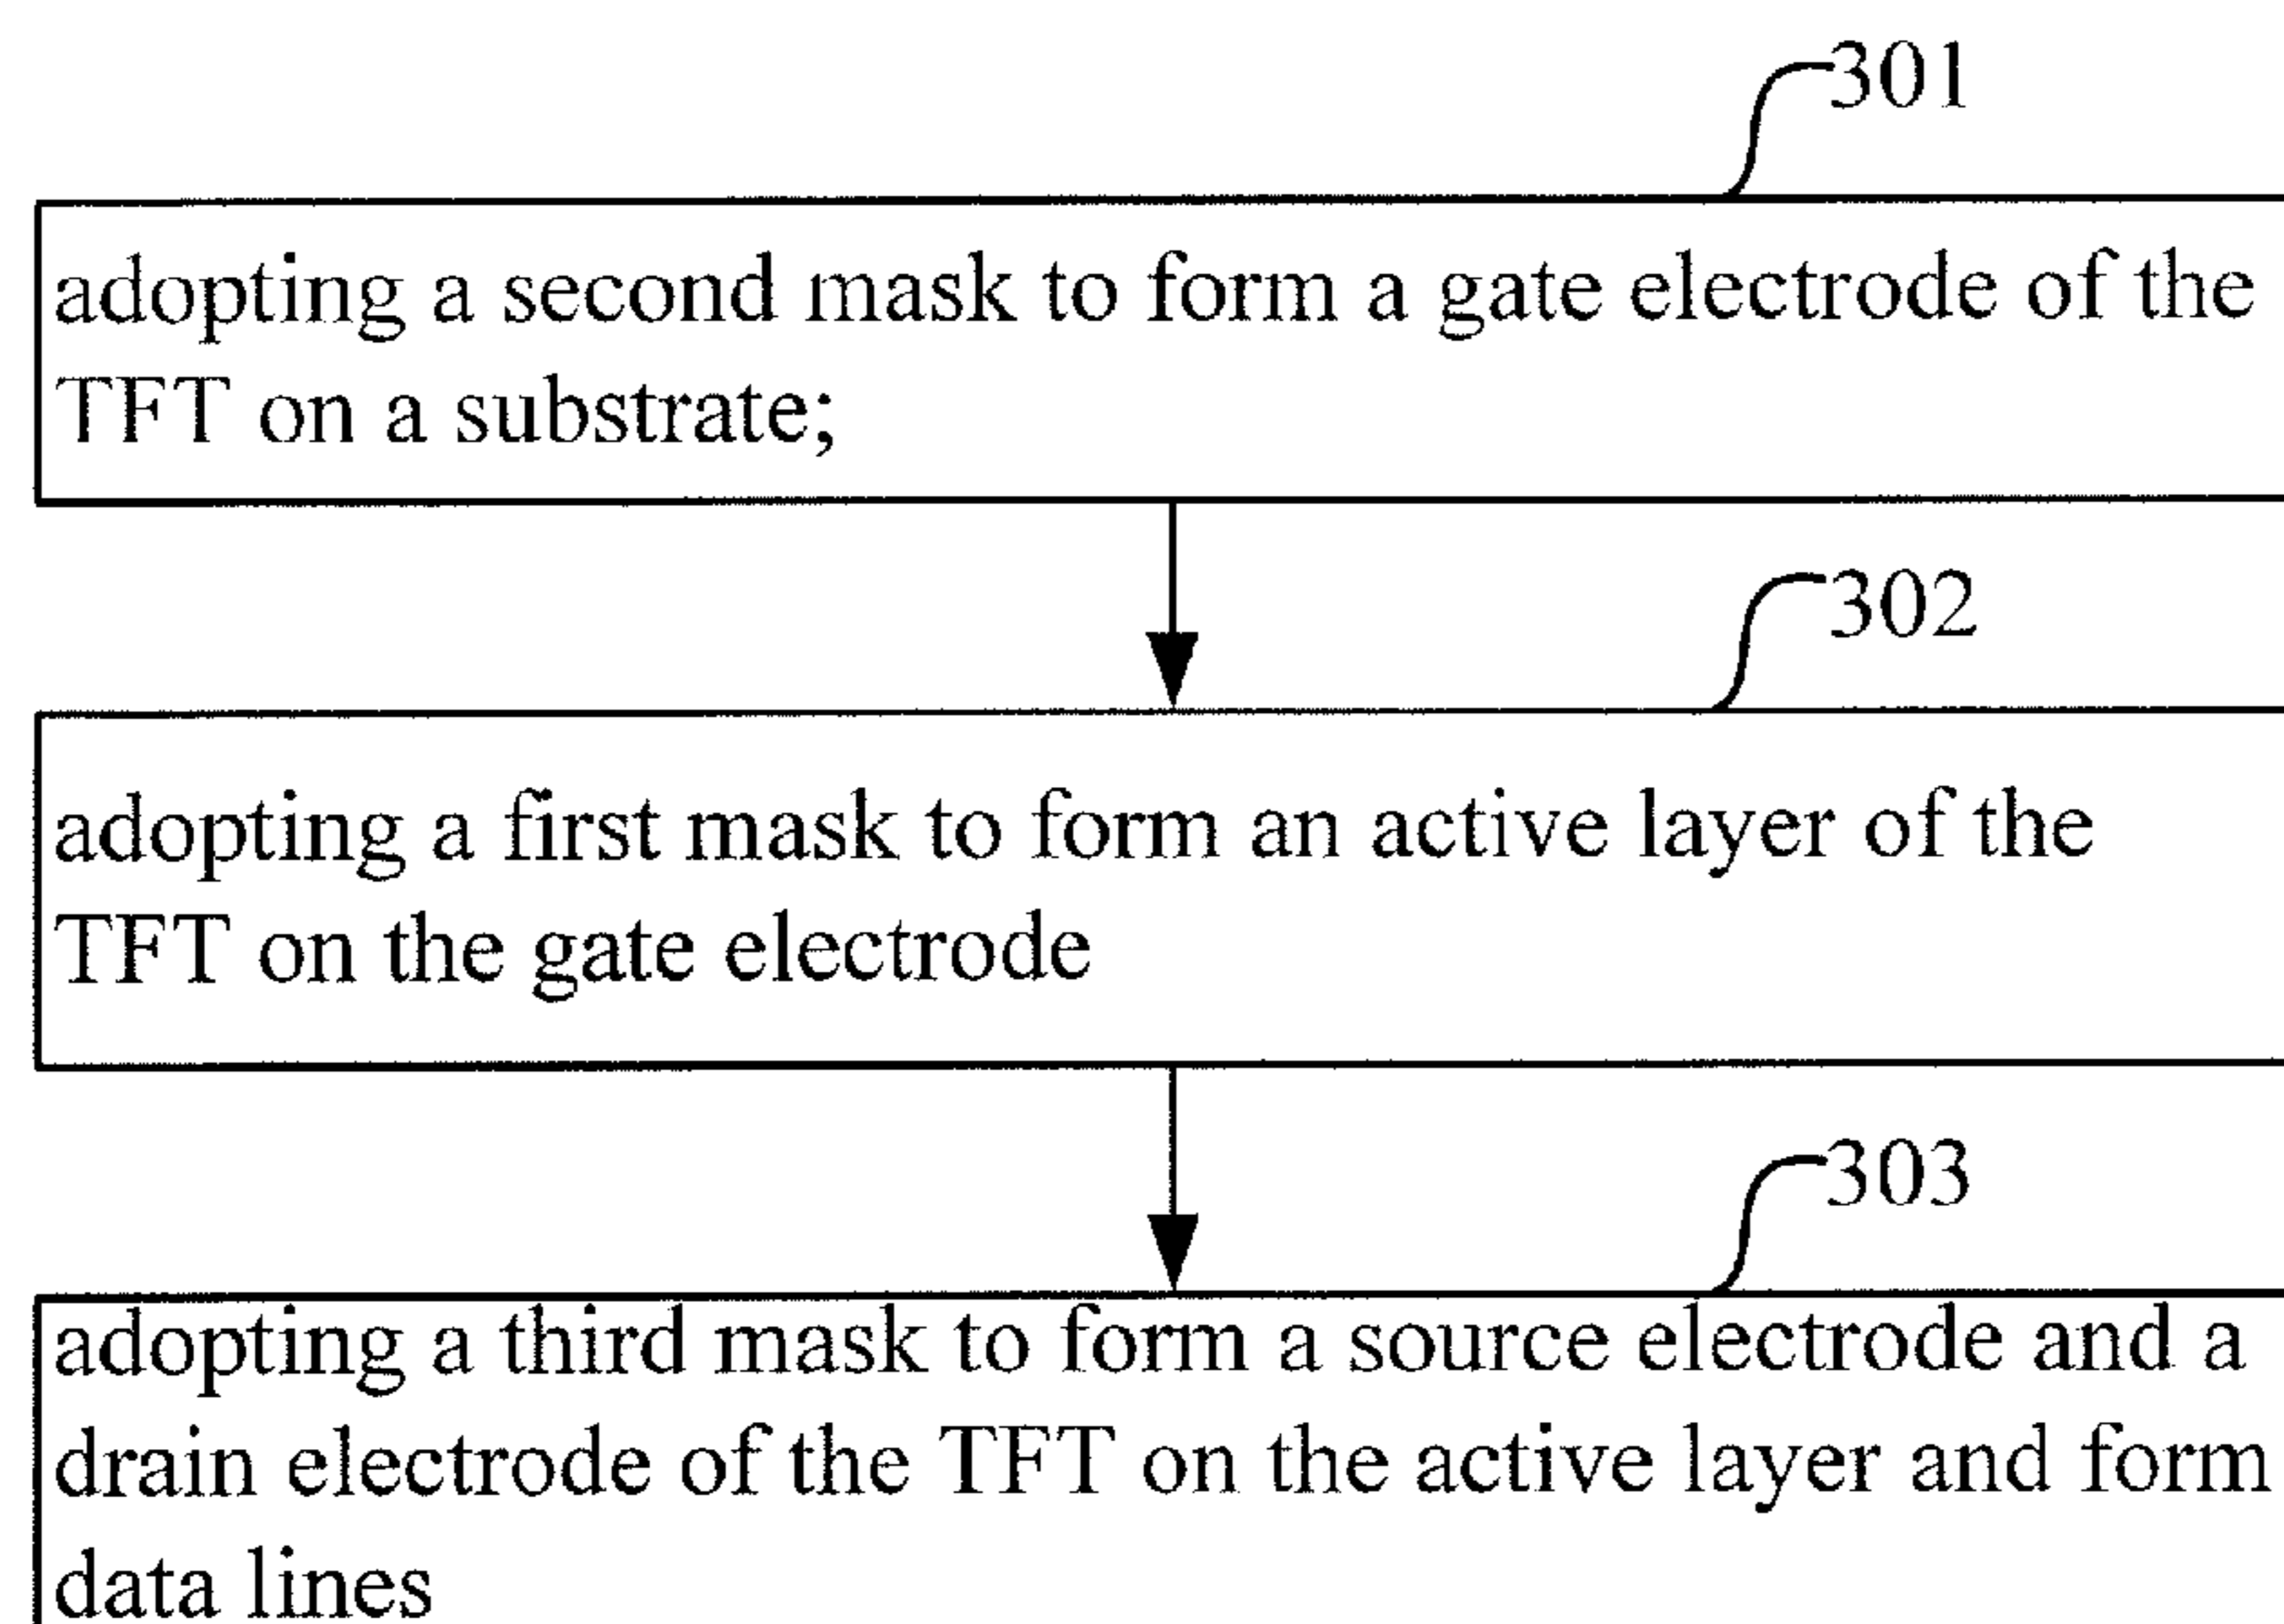 301
adopting a second mask to form a gate electrode of the
TFT on a substrate;
302
adopting a first mask to form an active layer of the
TFT on the gate electrode
303
adopting a third mask to form a source electrode and a
drain electrode of the TFT on the active layer and form
data lines